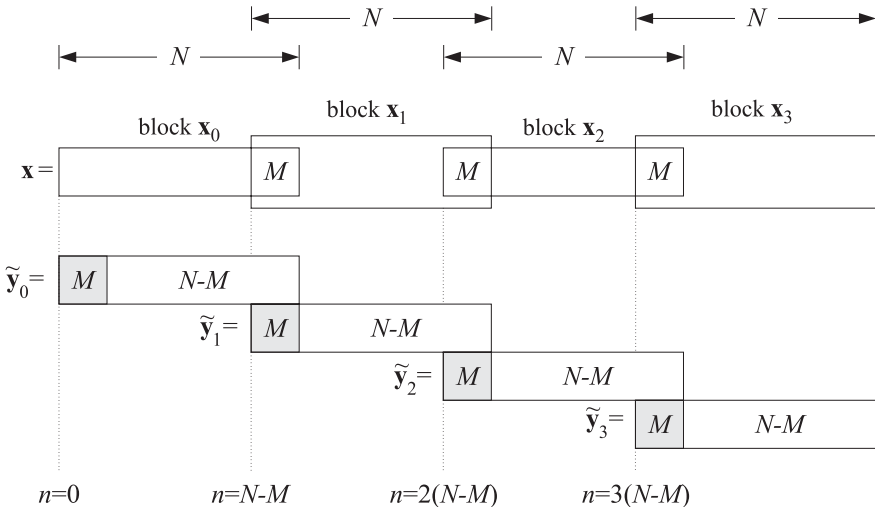 N N
N N
block x₀ block x₁ block x₂ block x₃
x = M M M
ỹ₀= M N-M
ỹ₁= M N-M
ỹ₂= M N-M
ỹ₃= M N-M
n=0 n=N-M n=2(N-M) n=3(N-M)